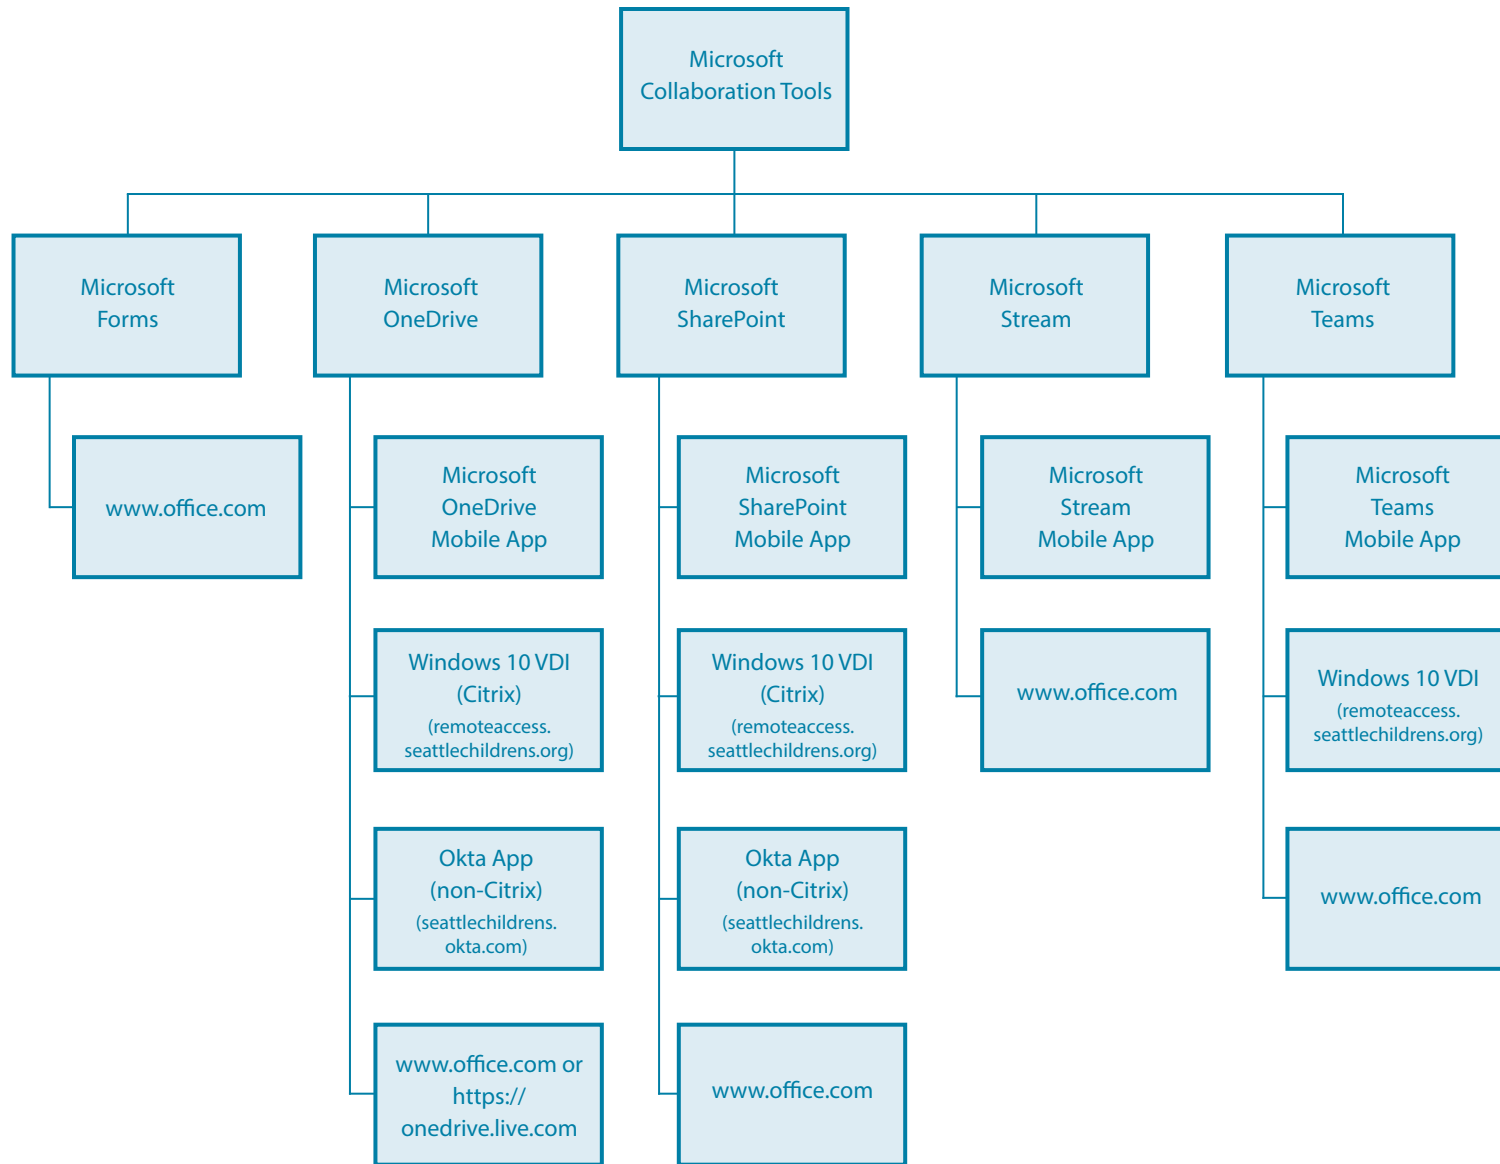 Microsoft
Collaboration Tools
Microsoft
Forms
Microsoft
OneDrive
Microsoft
SharePoint
Microsoft
Stream
Microsoft
Teams
www.office.com
Microsoft
OneDrive
Mobile App
Microsoft
SharePoint
Mobile App
Microsoft
Stream
Mobile App
Microsoft
Teams
Mobile App
Windows 10 VDI
(Citrix)
(remoteaccess.
seattlechildrens.org)
Windows 10 VDI
(Citrix)
(remoteaccess.
seattlechildrens.org)
www.office.com
Windows 10 VDI
(remoteaccess.
seattlechildrens.org)
Okta App
(non-Citrix)
(seattlechildrens.
okta.com)
Okta App
(non-Citrix)
(seattlechildrens.
okta.com)
www.office.com
www.office.com or
https://
onedrive.live.com
www.office.com